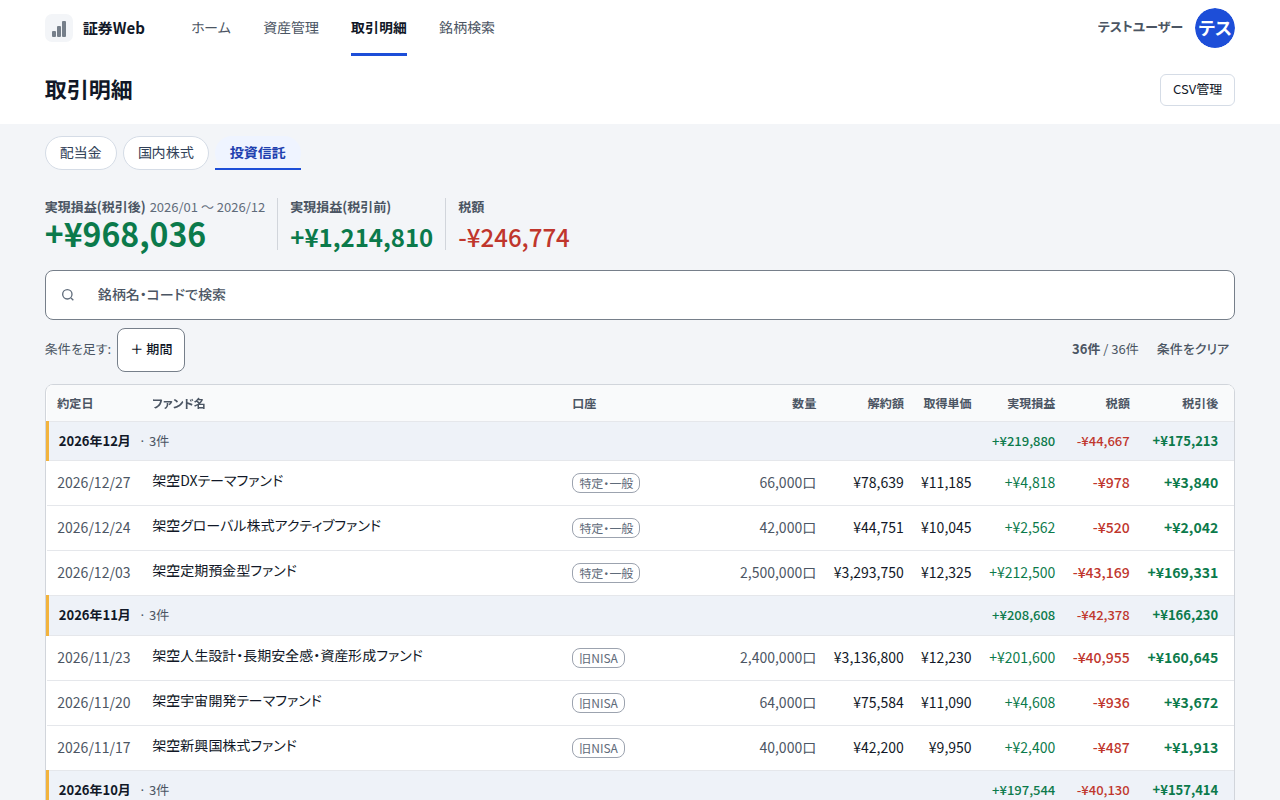 証券Web ホーム 資産管理 取引明細 銘柄検索 テストユーザー テス
取引明細 CSV管理
配当金 国内株式 投資信託
実現損益(税引後) 2026/01 〜 2026/12 実現損益(税引前) 税額
+¥968,036 +¥1,214,810 -¥246,774
銘柄名・コードで検索
条件を足す: ＋ 期間 36件 / 36件 条件をクリア
約定日 ファンド名 口座 数量 解約額 取得単価 実現損益 税額 税引後
2026年12月 ・ 3件 +¥219,880 -¥44,667 +¥175,213
2026/12/27 架空DXテーマファンド 特定・一般 66,000口 ¥78,639 ¥11,185 +¥4,818 -¥978 +¥3,840
2026/12/24 架空グローバル株式アクティブファンド 特定・一般 42,000口 ¥44,751 ¥10,045 +¥2,562 -¥520 +¥2,042
2026/12/03 架空定期預金型ファンド 特定・一般 2,500,000口 ¥3,293,750 ¥12,325 +¥212,500 -¥43,169 +¥169,331
2026年11月 ・ 3件 +¥208,608 -¥42,378 +¥166,230
2026/11/23 架空人生設計・長期安全感・資産形成ファンド 旧NISA 2,400,000口 ¥3,136,800 ¥12,230 +¥201,600 -¥40,955 +¥160,645
2026/11/20 架空宇宙開発テーマファンド 旧NISA 64,000口 ¥75,584 ¥11,090 +¥4,608 -¥936 +¥3,672
2026/11/17 架空新興国株式ファンド 旧NISA 40,000口 ¥42,200 ¥9,950 +¥2,400 -¥487 +¥1,913
2026年10月 ・ 3件 +¥197,544 -¥40,130 +¥157,414